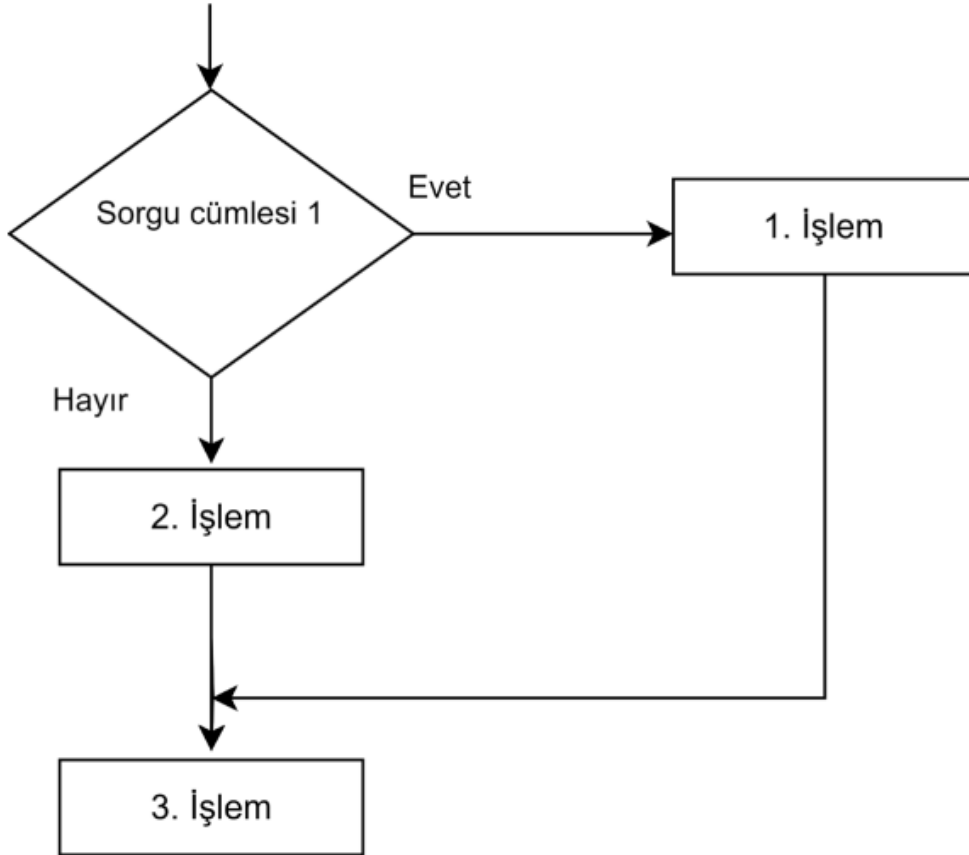 Sorgu cümlesi 1
Evet
1. İşlem
Hayır
2. İşlem
3. İşlem